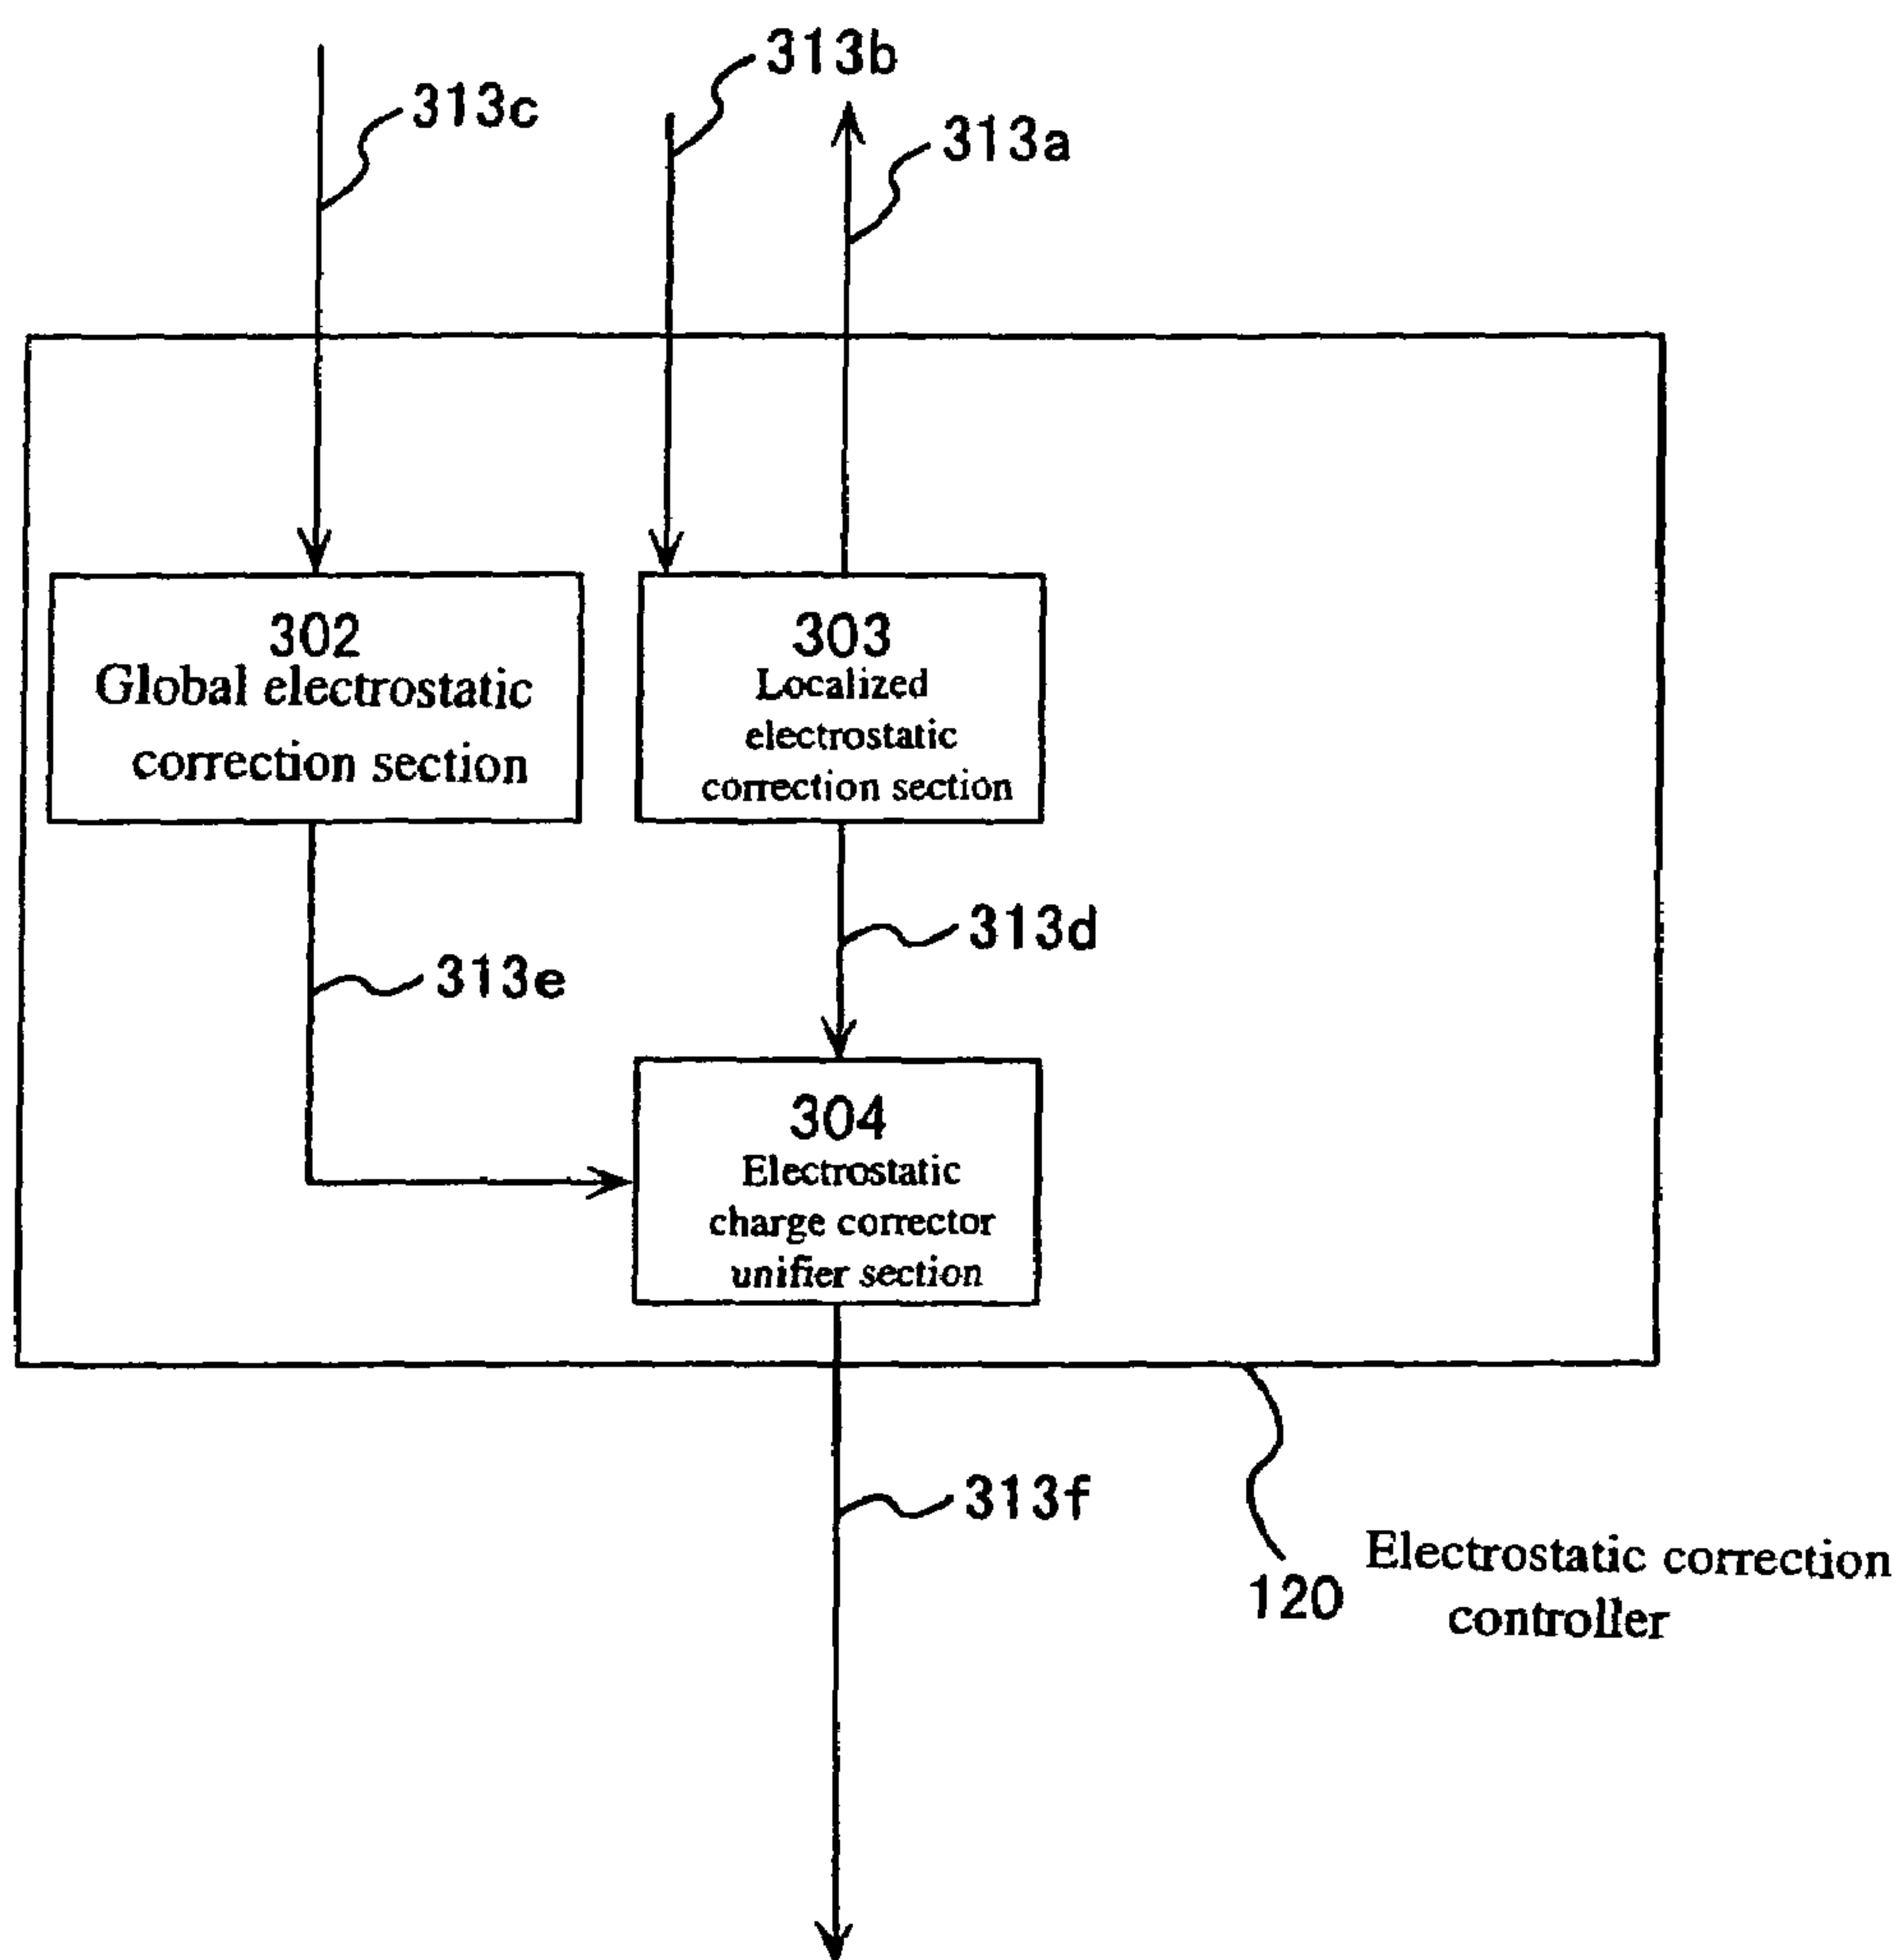 313b
313c
313a
302
Global electrostatic
correction section
303
Localized
electrostatic
correction section
313d
313e
304
Electrostatic
charge corrector
unifier section
313f
120
Electrostatic correction
controller